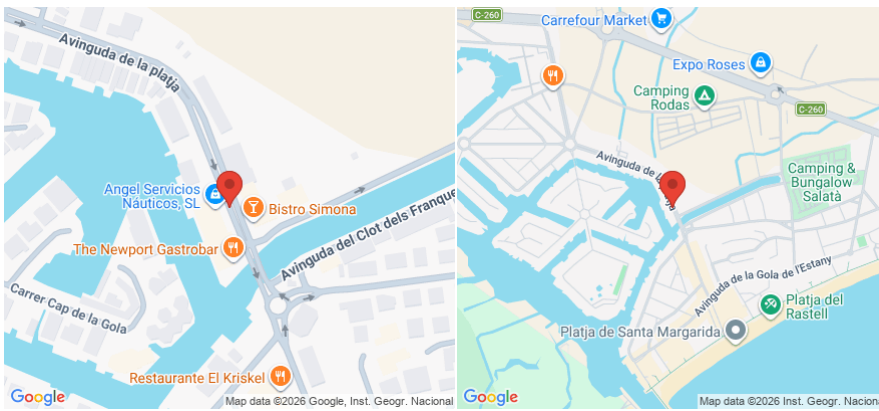 Avinguda de la platja
Angel Servicios
Náuticos, SL
Bistro Simona
The Newport Gastrobar
Avinguda del Clot dels Franque
Carrer Cap de la Gola
Restaurante El Kriskel
Google
Map data ©2026 Google, Inst. Geogr. Nacional
C-260
Carrefour Market
Expo Roses
Camping
Rodas
C-260
Avinguda de la
Camping &
Bungalow
Salatà
Avinguda de la Gola de l'Estany
Platja del
Rastell
Platja de Santa Margarida
Google
Map data ©2026 Inst. Geogr. Nacional